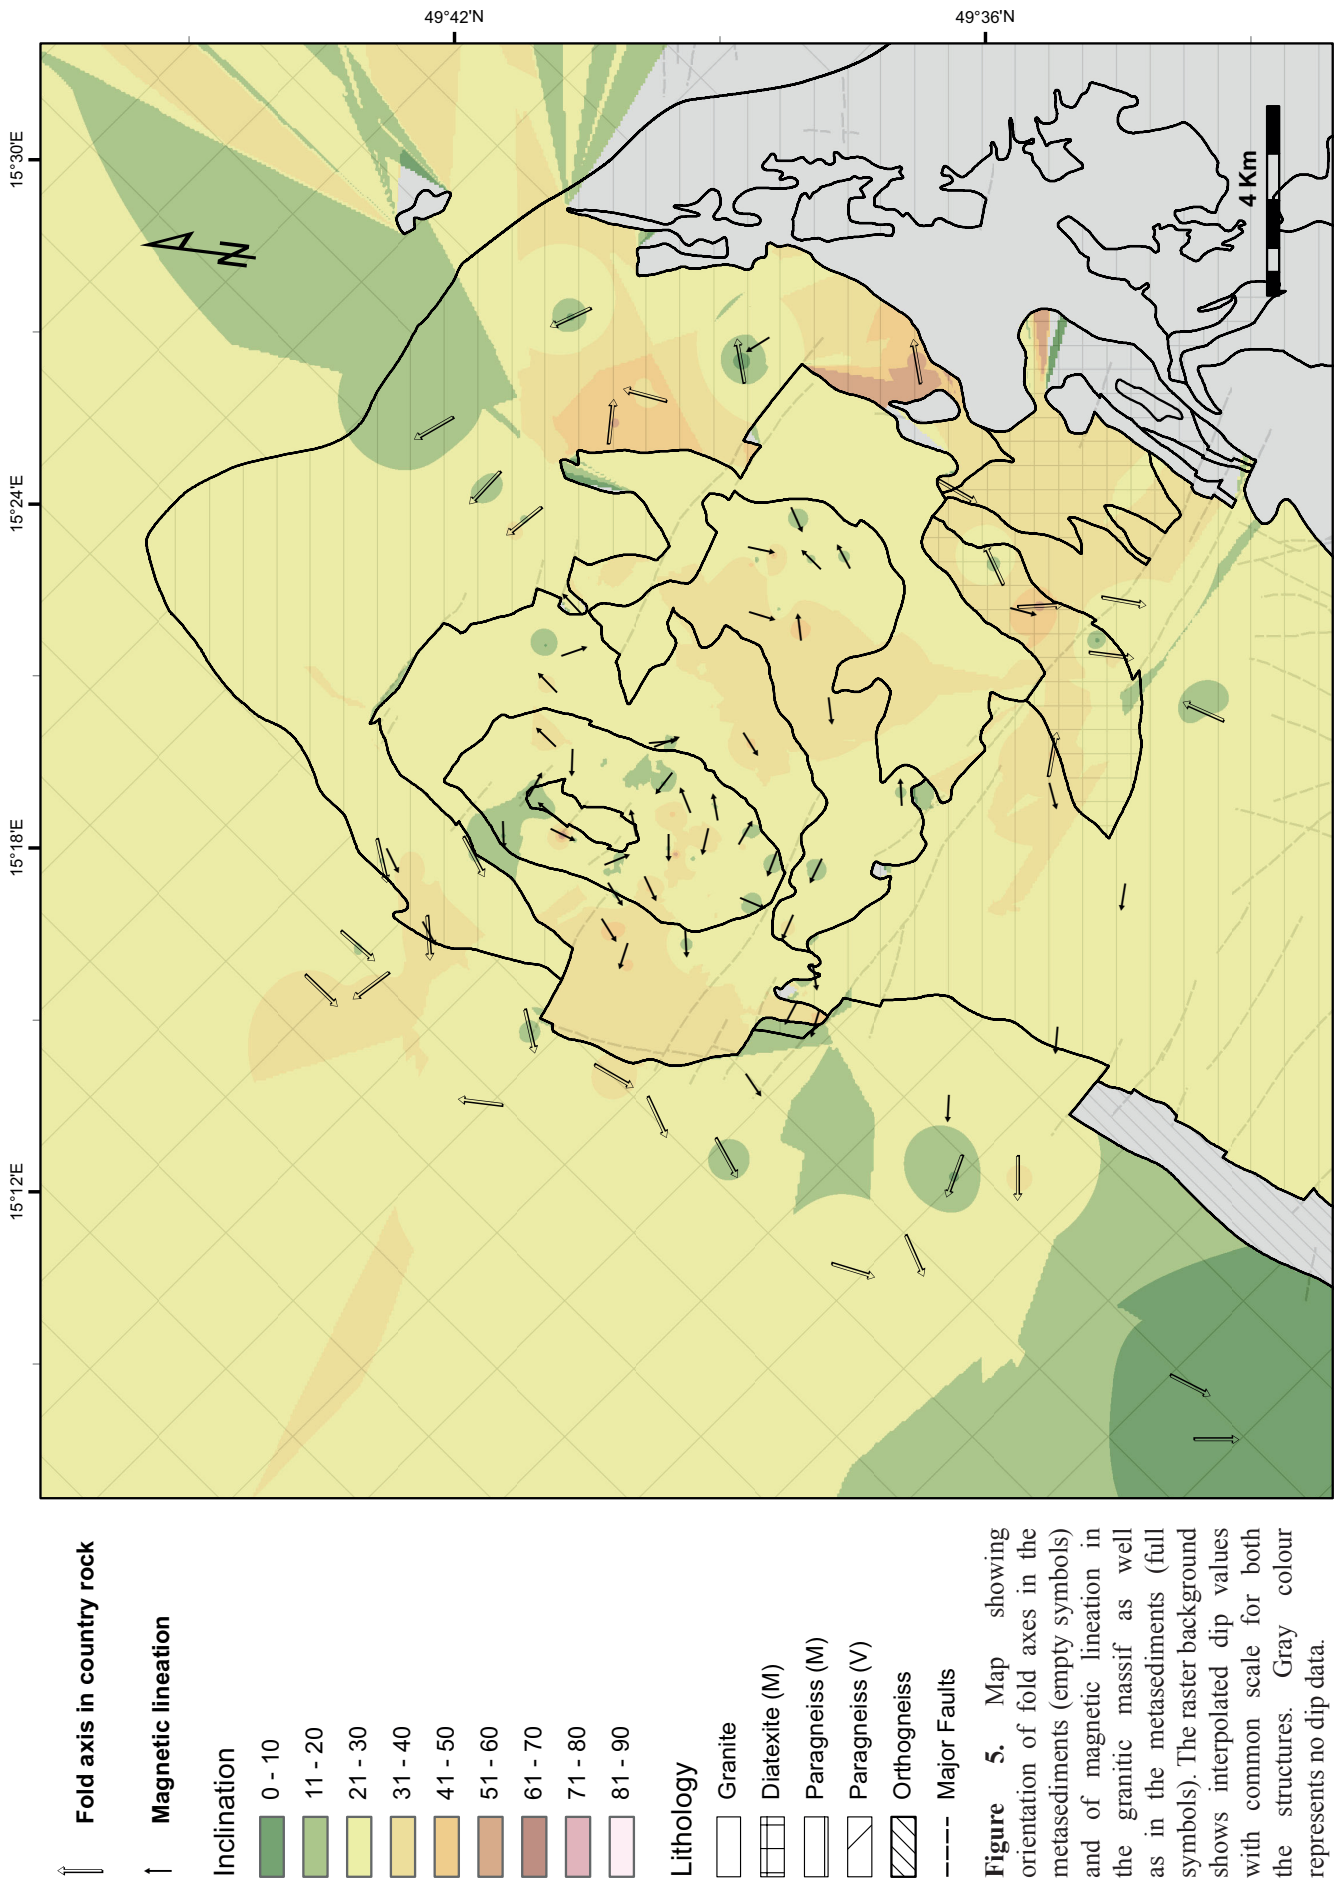 49°42'N
49°36'N
15°30'E
15°24'E
15°18'E
15°12'E
N
4 Km
Fold axis in country rock
Magnetic lineation
Inclination
0 - 10
11 - 20
21 - 30
31 - 40
41 - 50
51 - 60
61 - 70
71 - 80
81 - 90
Lithology
Granite
Diatexite (M)
Paragneiss (M)
Paragneiss (V)
Orthogneiss
Major Faults
Figure 5. Map showing
orientation of fold axes in the
metasediments (empty symbols)
and of magnetic lineation in
the granitic massif as well
as in the metasediments (full
symbols). The raster background
shows interpolated dip values
with common scale for both
the structures. Gray colour
represents no dip data.